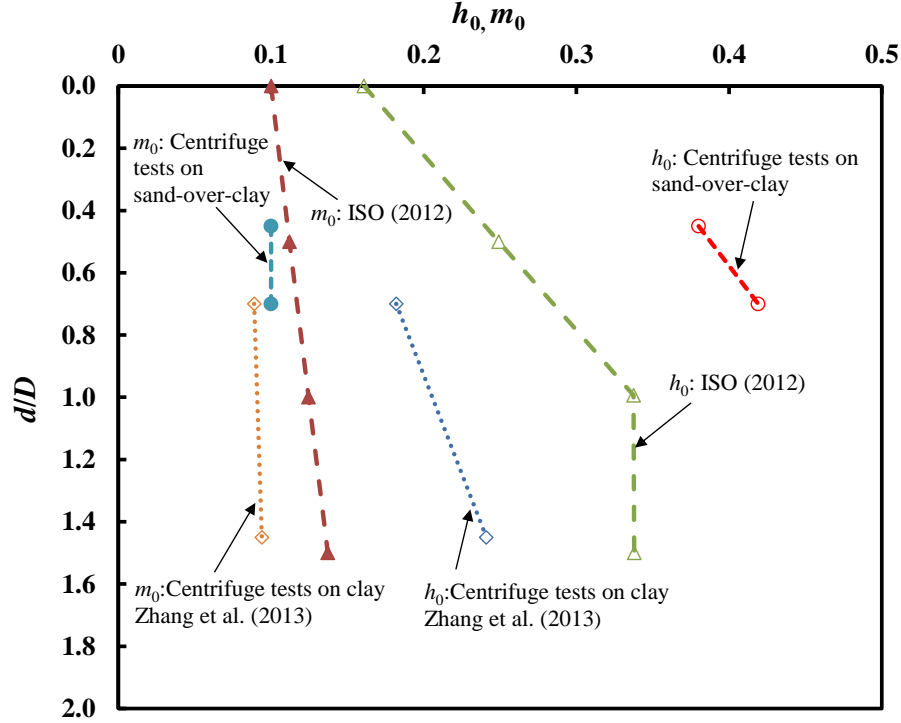 h0, m0
0 0.1 0.2 0.3 0.4 0.5
0.0
0.2
0.4
0.6
0.8
1.0
1.2
1.4
1.6
1.8
2.0
d/D
m0: Centrifuge
tests on
sand-over-clay
m0: ISO (2012)
h0: Centrifuge tests on
sand-over-clay
h0: ISO (2012)
m0:Centrifuge tests on clay
Zhang et al. (2013)
h0:Centrifuge tests on clay
Zhang et al. (2013)